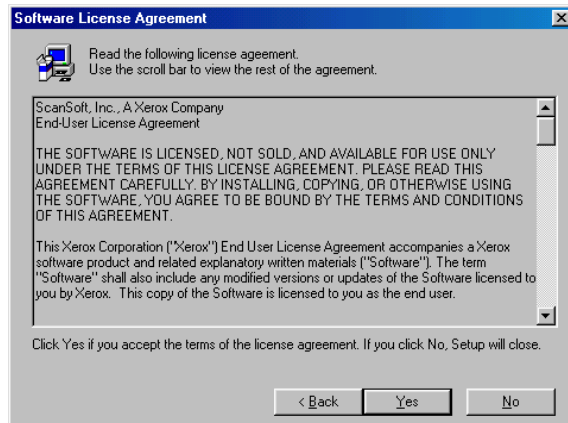 Software License Agreement
Read the following license ageement.
Use the scroll bar to view the rest of the agreement.
ScanSoft, Inc., A Xerox Company
End-User License Agreement
THE SOFTWARE IS LICENSED, NOT SOLD, AND AVAILABLE FOR USE ONLY
UNDER THE TERMS OF THIS LICENSE AGREEMENT. PLEASE READ THIS
AGREEMENT CAREFULLY. BY INSTALLING, COPYING, OR OTHERWISE USING
THE SOFTWARE, YOU AGREE TO BE BOUND BY THE TERMS AND CONDITIONS
OF THIS AGREEMENT.
This Xerox Corporation ("Xerox") End User License Agreement accompanies a Xerox
software product and related explanatory written materials ("Software"). The term
"Software" shall also include any modified versions or updates of the Software licensed to
you by Xerox. This copy of the Software is licensed to you as the end user.
Click Yes if you accept the terms of the license agreement. If you click No, Setup will close.
< Back
Yes
No